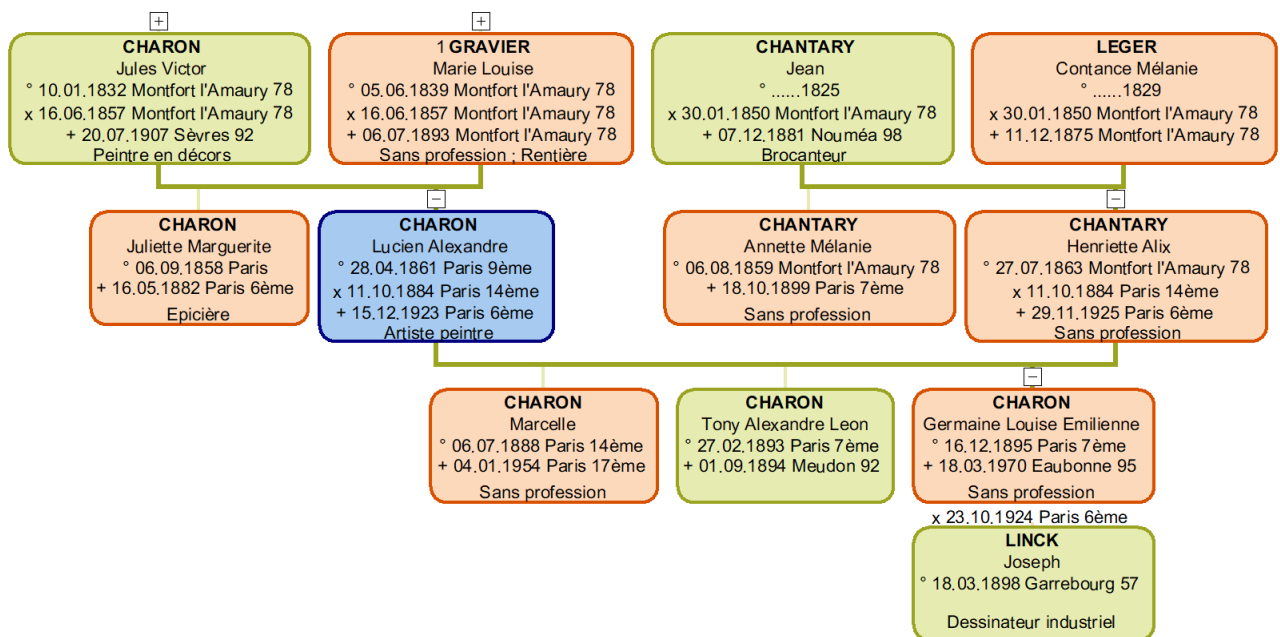 CHARON
Jules Victor
° 10.01.1832 Montfort l'Amaury 78
x 16.06.1857 Montfort l'Amaury 78
+ 20.07.1907 Sèvres 92
Peintre en décors
1 GRAVIER
Marie Louise
° 05.06.1839 Montfort l'Amaury 78
x 16.06.1857 Montfort l'Amaury 78
+ 06.07.1893 Montfort l'Amaury 78
Sans profession ; Rentière
CHANTARY
Jean
° ......1825
x 30.01.1850 Montfort l'Amaury 78
+ 07.12.1881 Nouméa 98
Brocanteur
LEGER
Contance Mélanie
° ......1829
x 30.01.1850 Montfort l'Amaury 78
+ 11.12.1875 Montfort l'Amaury 78
CHARON
Juliette Marguerite
° 06.09.1858 Paris
+ 16.05.1882 Paris 6ème
Epicière
CHARON
Lucien Alexandre
° 28.04.1861 Paris 9ème
x 11.10.1884 Paris 14ème
+ 15.12.1923 Paris 6ème
Artiste peintre
CHANTARY
Annette Mélanie
° 06.08.1859 Montfort l'Amaury 78
+ 18.10.1899 Paris 7ème
Sans profession
CHANTARY
Henriette Alix
° 27.07.1863 Montfort l'Amaury 78
x 11.10.1884 Paris 14ème
+ 29.11.1925 Paris 6ème
Sans profession
CHARON
Marcelle
° 06.07.1888 Paris 14ème
+ 04.01.1954 Paris 17ème
Sans profession
CHARON
Tony Alexandre Leon
° 27.02.1893 Paris 7ème
+ 01.09.1894 Meudon 92
CHARON
Germaine Louise Emilienne
° 16.12.1895 Paris 7ème
+ 18.03.1970 Eaubonne 95
Sans profession
x 23.10.1924 Paris 6ème
LINCK
Joseph
° 18.03.1898 Garrebourg 57
Dessinateur industriel